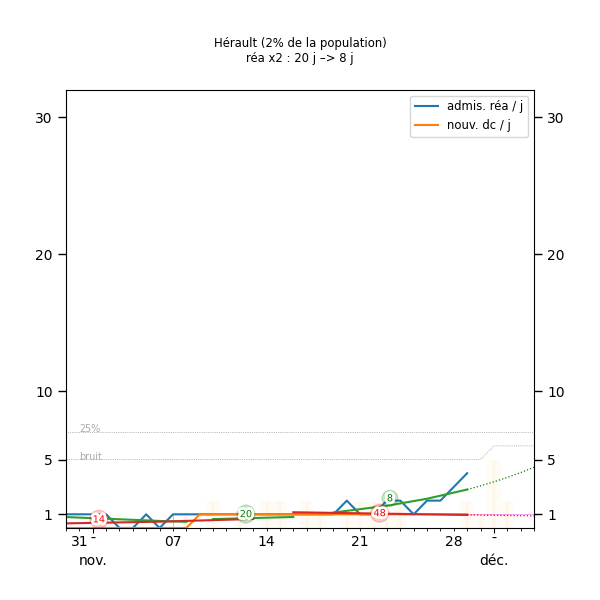 Hérault (2% de la population)
réa x2 : 20 j –> 8 j
admis. réa / j
nouv. dc / j
30 30
20 20
10 10
25%
5 bruit 5
8
1 14 20 48 1
31 - 07 14 21 28 -
nov. déc.